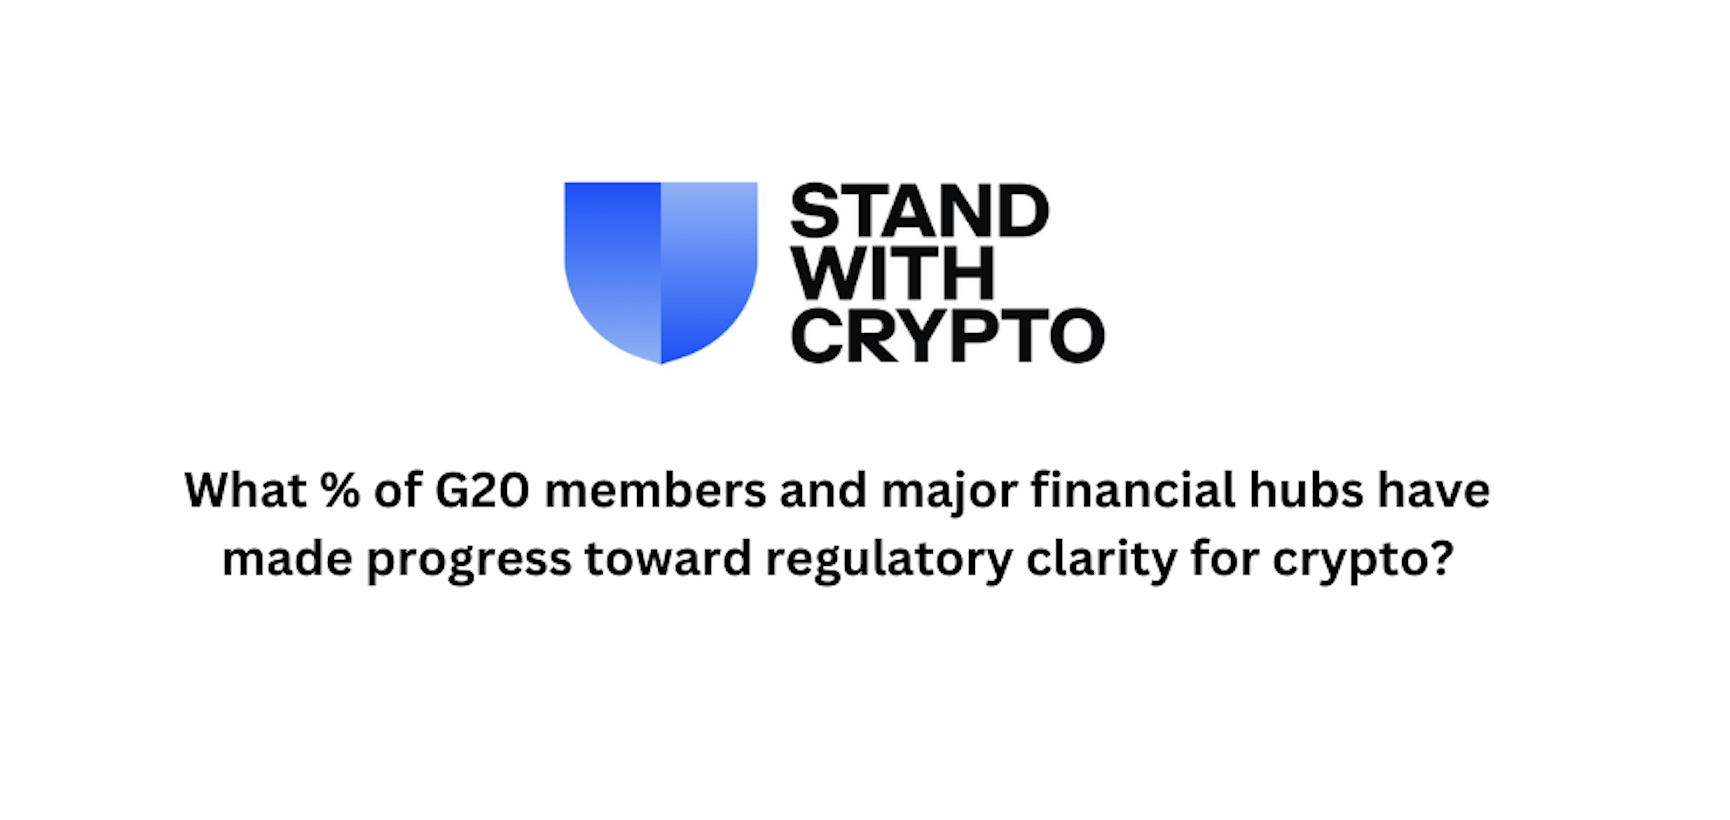 STAND
WITH
CRYPTO
What % of G20 members and major financial hubs have
made progress toward regulatory clarity for crypto?